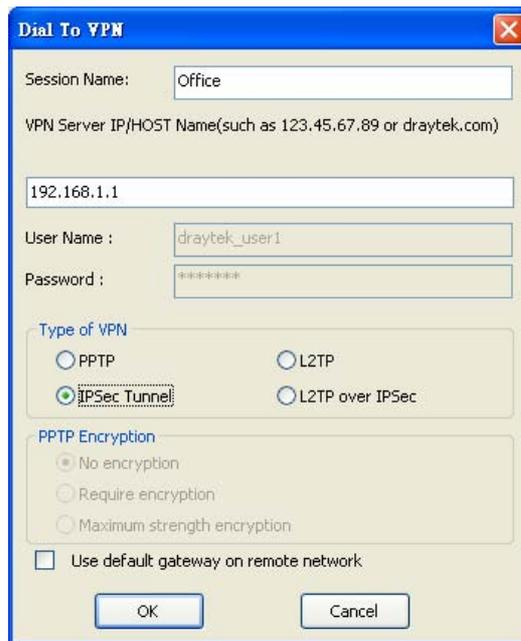 Dial To VPN
Session Name: Office
VPN Server IP/HOST Name(such as 123.45.67.89 or draytek.com)
192.168.1.1
User Name : draytek_user1
Password : *******
Type of VPN
PPTP L2TP
IPSec Tunnel L2TP over IPSec
PPTP Encryption
No encryption
Require encryption
Maximum strength encryption
Use default gateway on remote network
OK Cancel